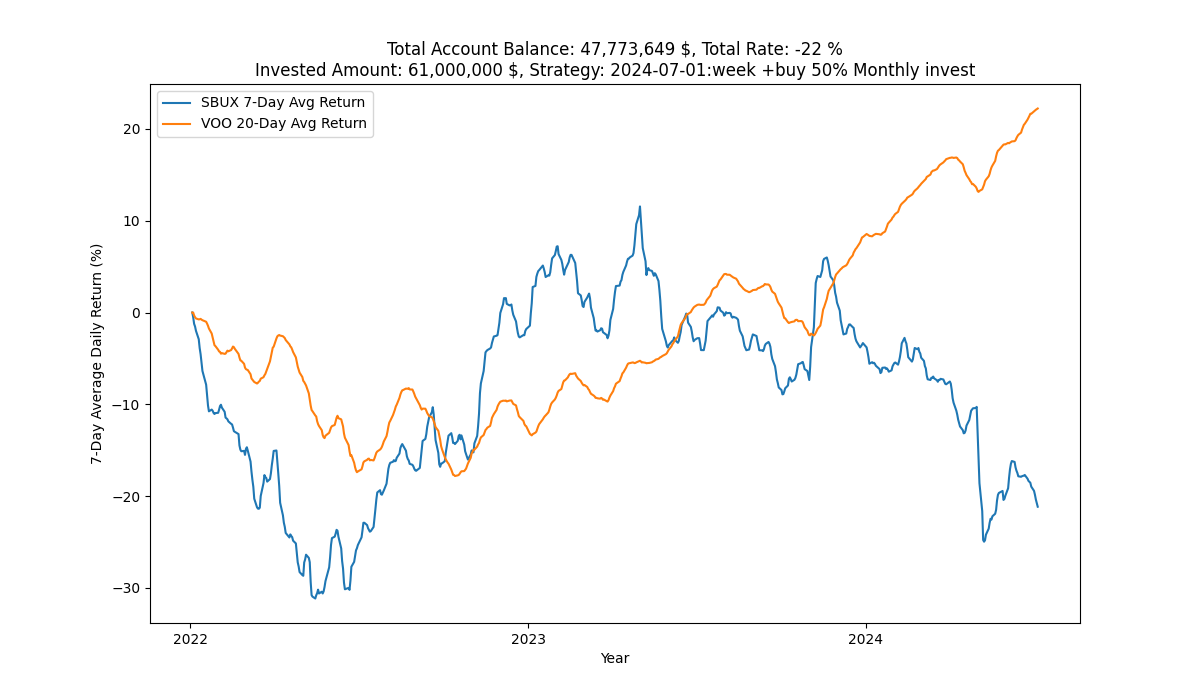 Total Account Balance: 47,773,649 $, Total Rate: -22 %
Invested Amount: 61,000,000 $, Strategy: 2024-07-01:week +buy 50% Monthly invest
SBUX 7-Day Avg Return
VOO 20-Day Avg Return
7-Day Average Daily Return (%)
20
10
0
−10
−20
−30
2022
2023
2024
Year